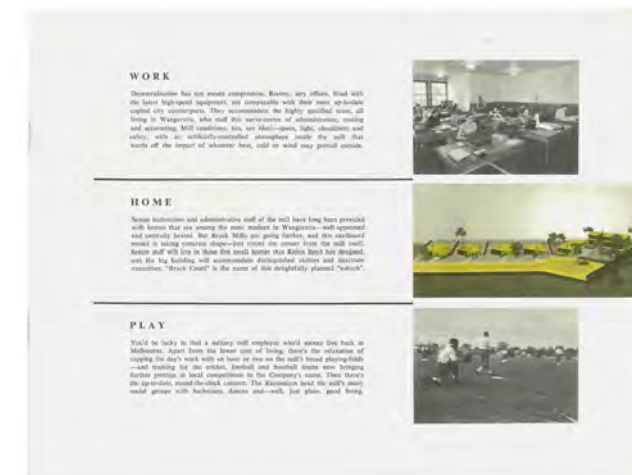 WORK
Decentralisation has not meant compromise. Roomy, airy offices, fitted with
the latest high-speed equipment, are comparable with their most up-to-date
capital city counterparts. They accommodate the highly qualified team, all
living in Wangaratta, who staff this nerve-centre of administration, costing
and accounting. Mill conditions, too, are ideal—space, light, cleanliness and
safety, with an artificially-controlled atmosphere inside the mill that
wards off the impact of whatever heat, cold or wind may prevail outside.
HOME
Senior technicians and administrative staff of the mill have long been provided
with homes that are among the most modern in Wangaratta—well-appointed
and centrally heated. But Bruck Mills are going further, and this cardboard
model is taking concrete shape—just round the corner from the mill itself.
Senior staff will live in these five small homes that Robin Boyd has designed,
and the big building will accommodate distinguished visitors and interstate
executives. "Bruck Court" is the name of this delightfully planned "suburb".
PLAY
You'd be lucky to find a solitary mill employee who'd sooner live back in
Melbourne. Apart from the lower cost of living, there's the relaxation of
capping the day's work with an hour or two on the mill's broad playing-fields
—and training for the cricket, football and baseball teams now bringing
further prestige in local competitions to the Company's name. Then there's
the up-to-date, round-the-clock canteen. The Recreation head the mill's many
social groups with barbecues, dances and—well, just plain, good living.